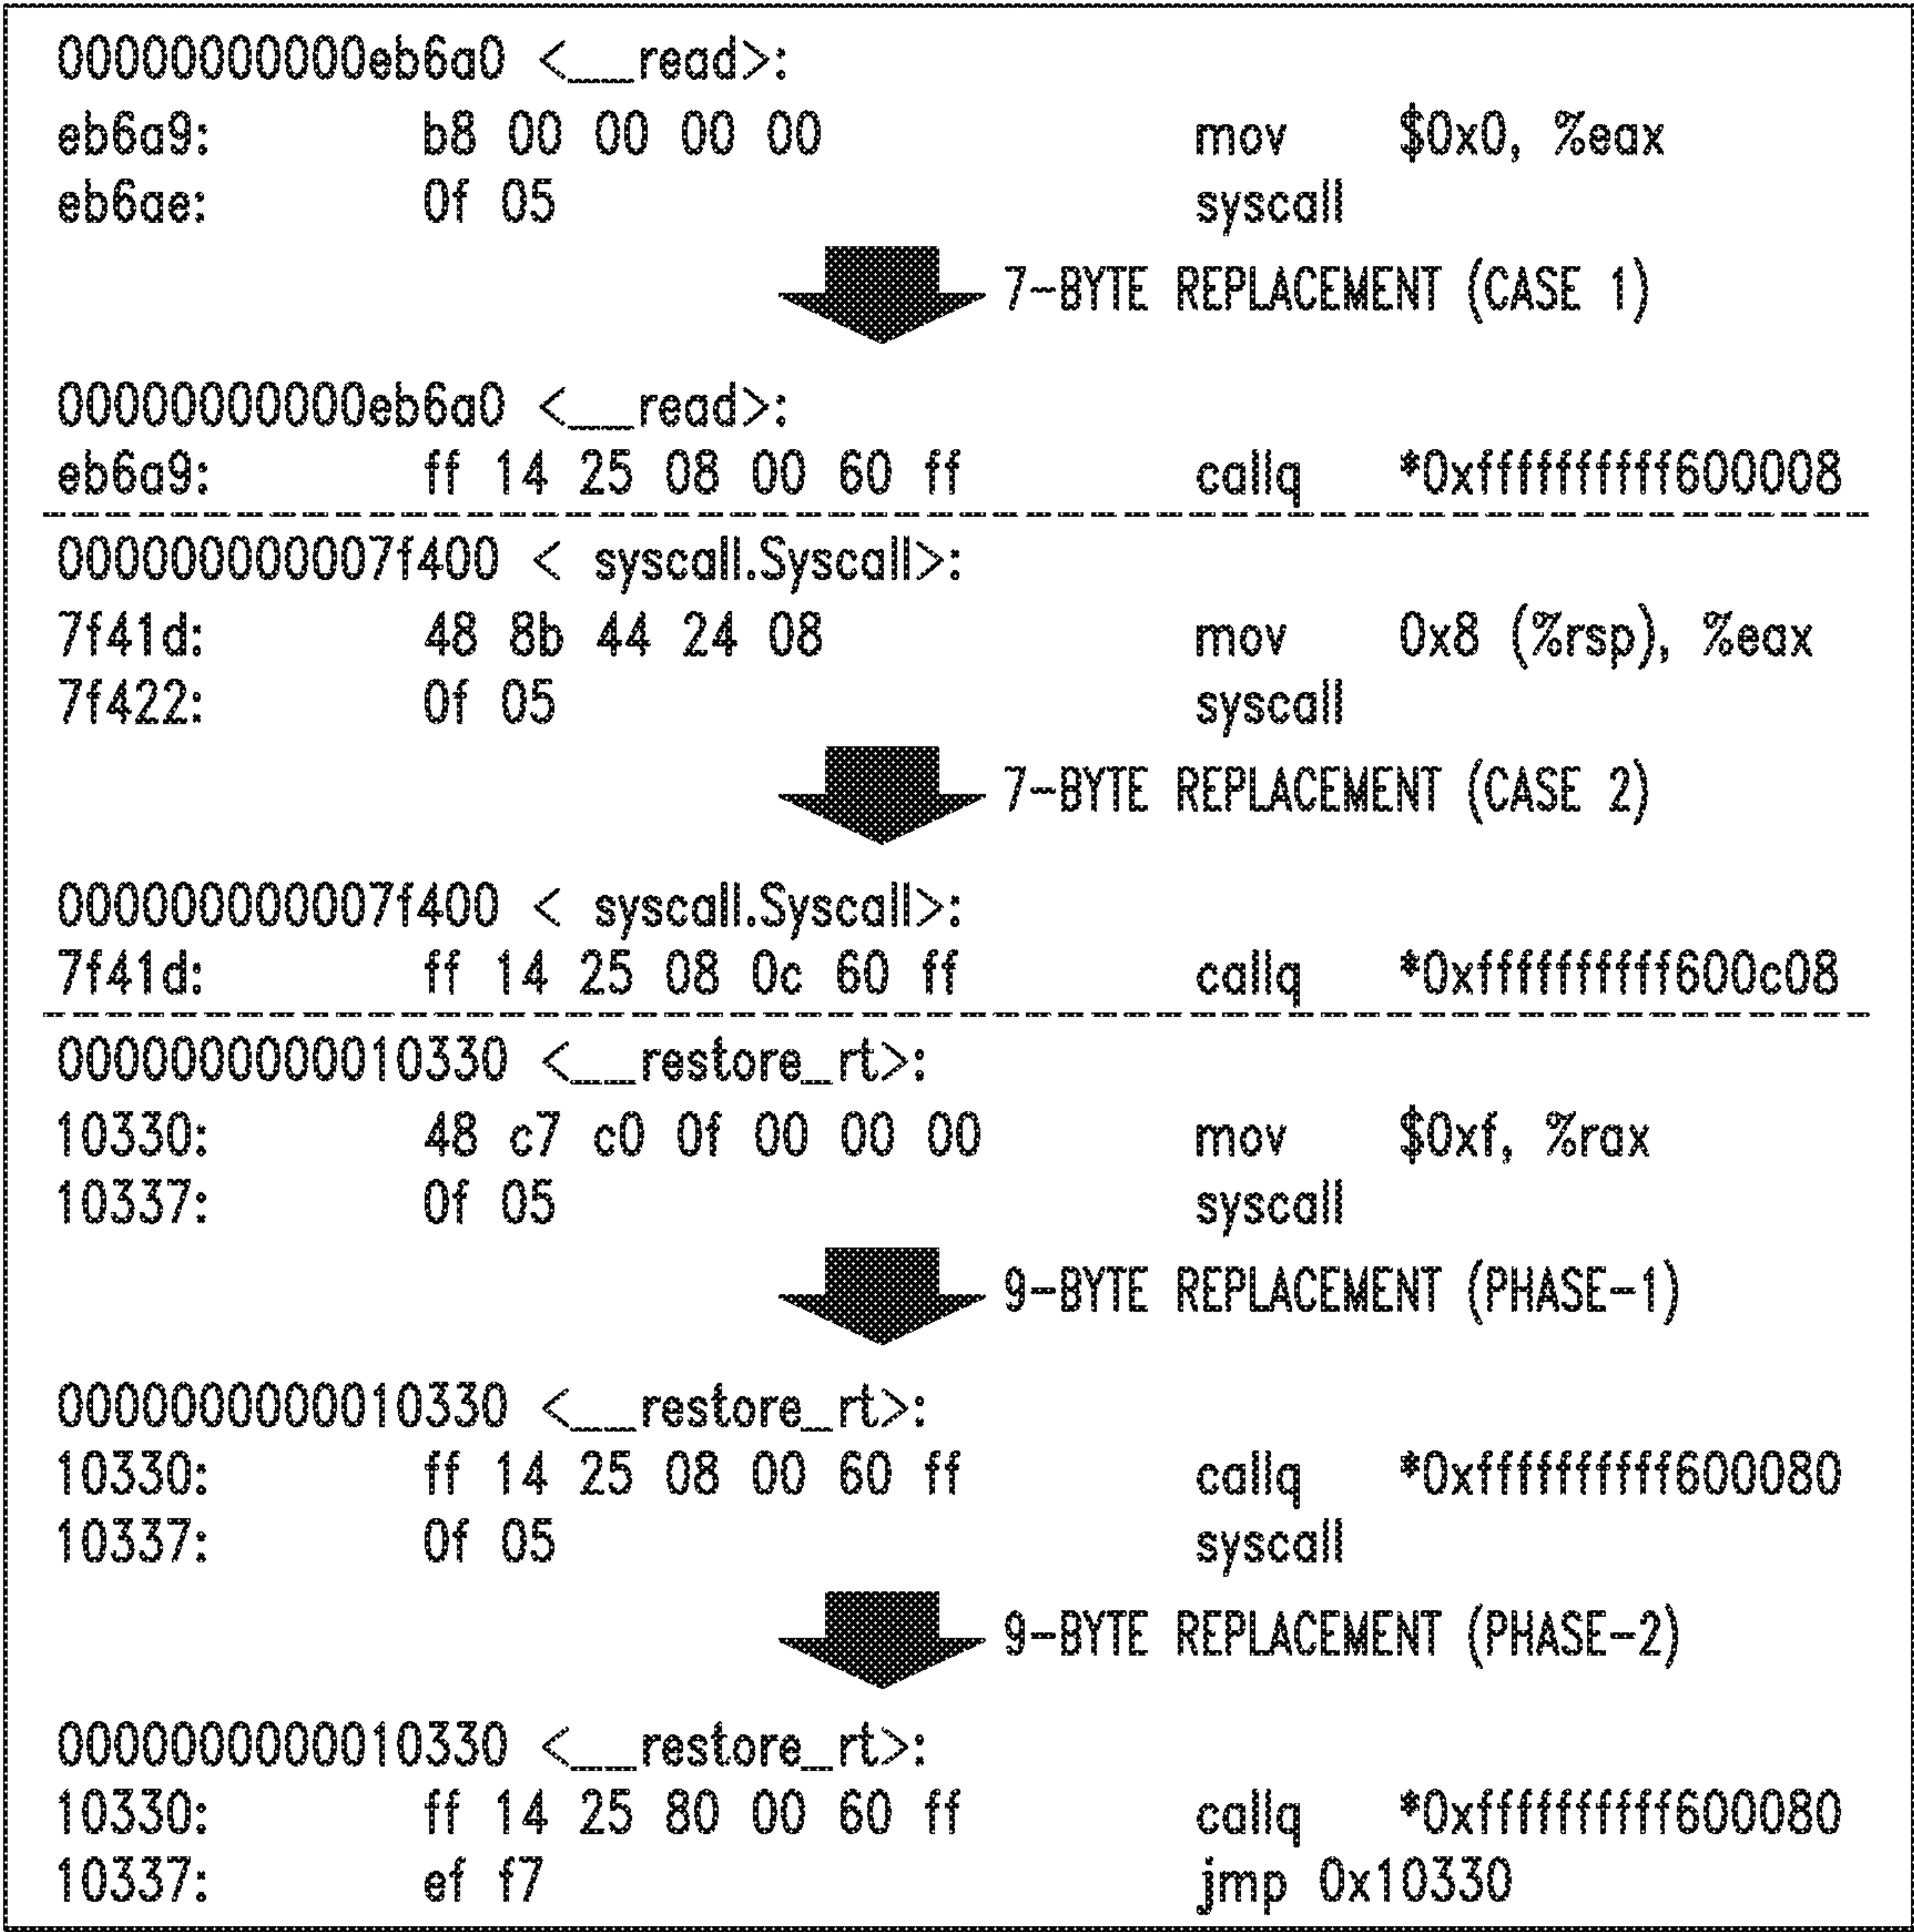 00000000000eb6a0 <__read>:
eb6a9: b8 00 00 00 00 mov $0x0, %eax
eb6ae: 0f 05 syscall
7-BYTE REPLACEMENT (CASE 1)
00000000000eb6a0 <__read>:
eb6a9: ff 14 25 08 00 60 ff callq *0xffffffffff600008
000000000007f400 < syscall.Syscall>:
7f41d: 48 8b 44 24 08 mov 0x8 (%rsp), %eax
7f422: 0f 05 syscall
7-BYTE REPLACEMENT (CASE 2)
000000000007f400 < syscall.Syscall>:
7f41d: ff 14 25 08 0c 60 ff callq *0xffffffffff600c08
0000000000010330 <__restore_rt>:
10330: 48 c7 c0 0f 00 00 00 mov $0xf, %rax
10337: 0f 05 syscall
9-BYTE REPLACEMENT (PHASE-1)
0000000000010330 <__restore_rt>:
10330: ff 14 25 08 00 60 ff callq *0xffffffffff600080
10337: 0f 05 syscall
9-BYTE REPLACEMENT (PHASE-2)
0000000000010330 <__restore_rt>:
10330: ff 14 25 80 00 60 ff callq *0xffffffffff600080
10337: ef f7 jmp 0x10330